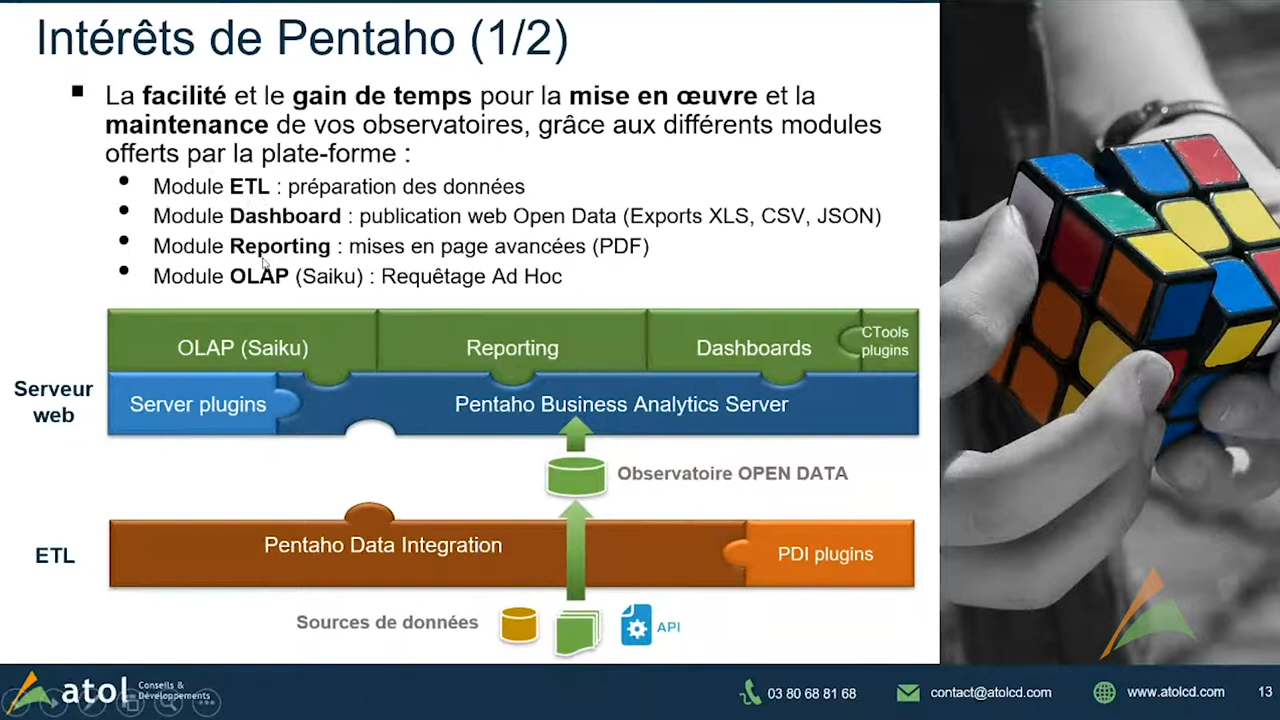 Intérêts de Pentaho (1/2)
La facilité et le gain de temps pour la mise en œuvre et la
maintenance de vos observatoires, grâce aux différents modules
offerts par la plate-forme :
Module ETL : préparation des données
Module Dashboard : publication web Open Data (Exports XLS, CSV, JSON)
Module Reporting : mises en page avancées (PDF)
Module OLAP (Saiku) : Requêtage Ad Hoc
OLAP (Saiku)
Reporting
Dashboards
CTools
plugins
Serveur
web
Server plugins
Pentaho Business Analytics Server
Observatoire OPEN DATA
ETL
Pentaho Data Integration
PDI plugins
Sources de données
API
atol
Conseils &
Développements
03 80 68 81 68
contact@atolcd.com
www.atolcd.com
13